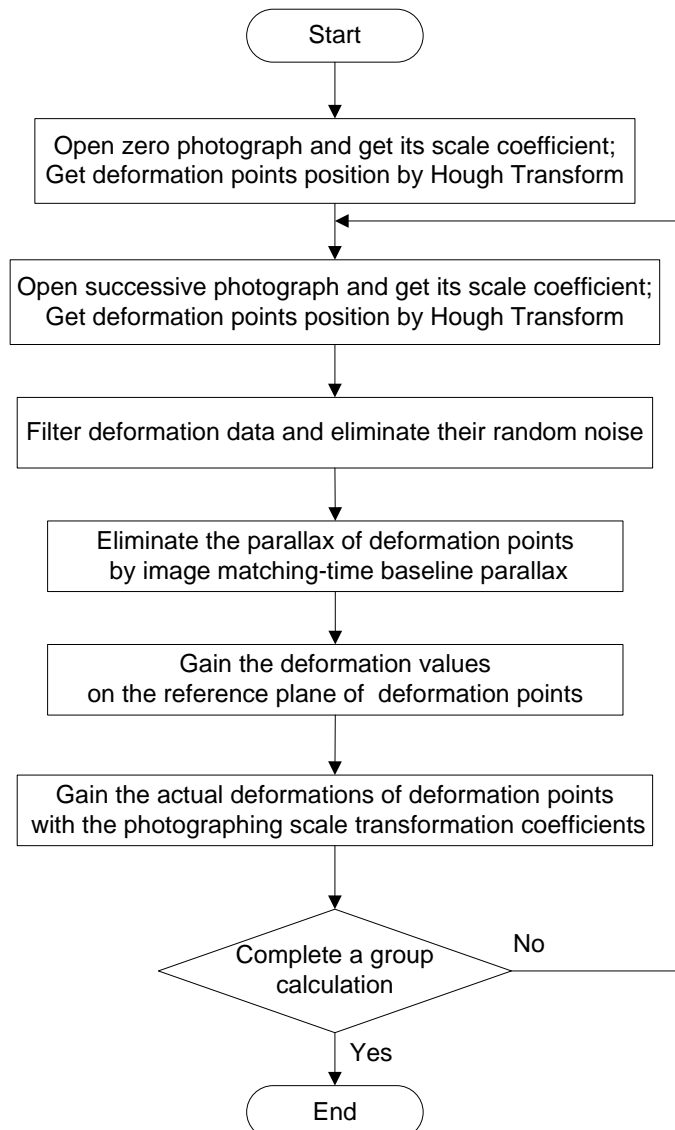 Start
Open zero photograph and get its scale coefficient;
Get deformation points position by Hough Transform
Open successive photograph and get its scale coefficient;
Get deformation points position by Hough Transform
Filter deformation data and eliminate their random noise
Eliminate the parallax of deformation points
by image matching-time baseline parallax
Gain the deformation values
on the reference plane of deformation points
Gain the actual deformations of deformation points
with the photographing scale transformation coefficients
Complete a group
calculation
No
Yes
End